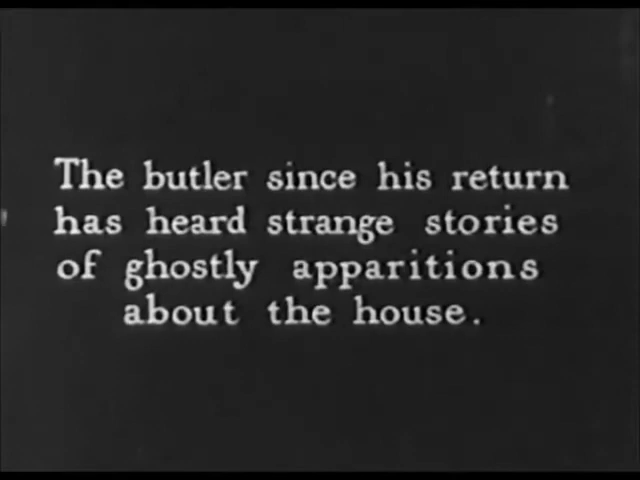 The butler since his return
has heard strange stories
of ghostly apparitions
about the house.